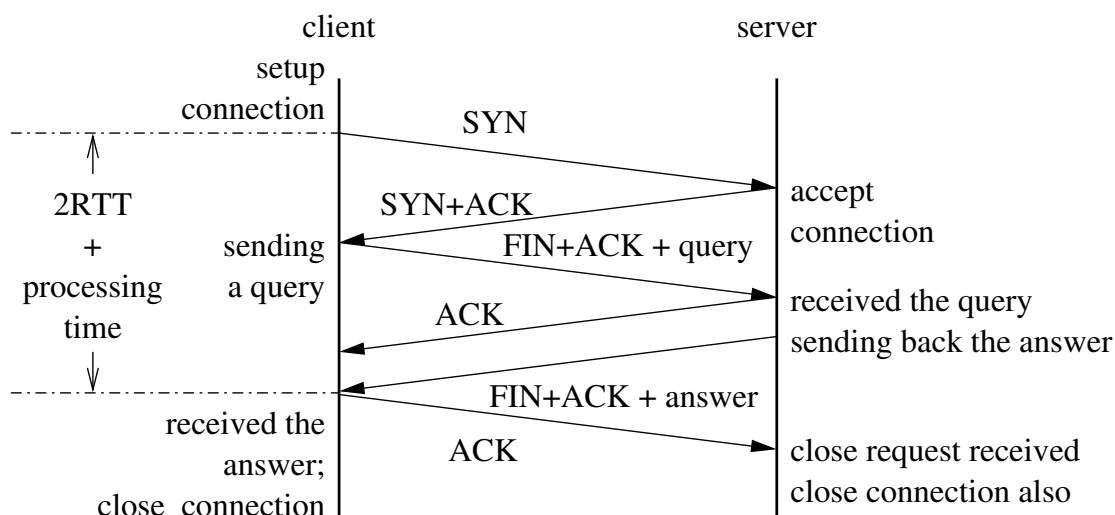 client
server
setup
connection
SYN
2RTT
+
processing
time
SYN+ACK
accept
connection
sending
a query
FIN+ACK + query
ACK
received the query
sending back the answer
FIN+ACK + answer
received the
answer;
close connection
ACK
close request received
close connection also